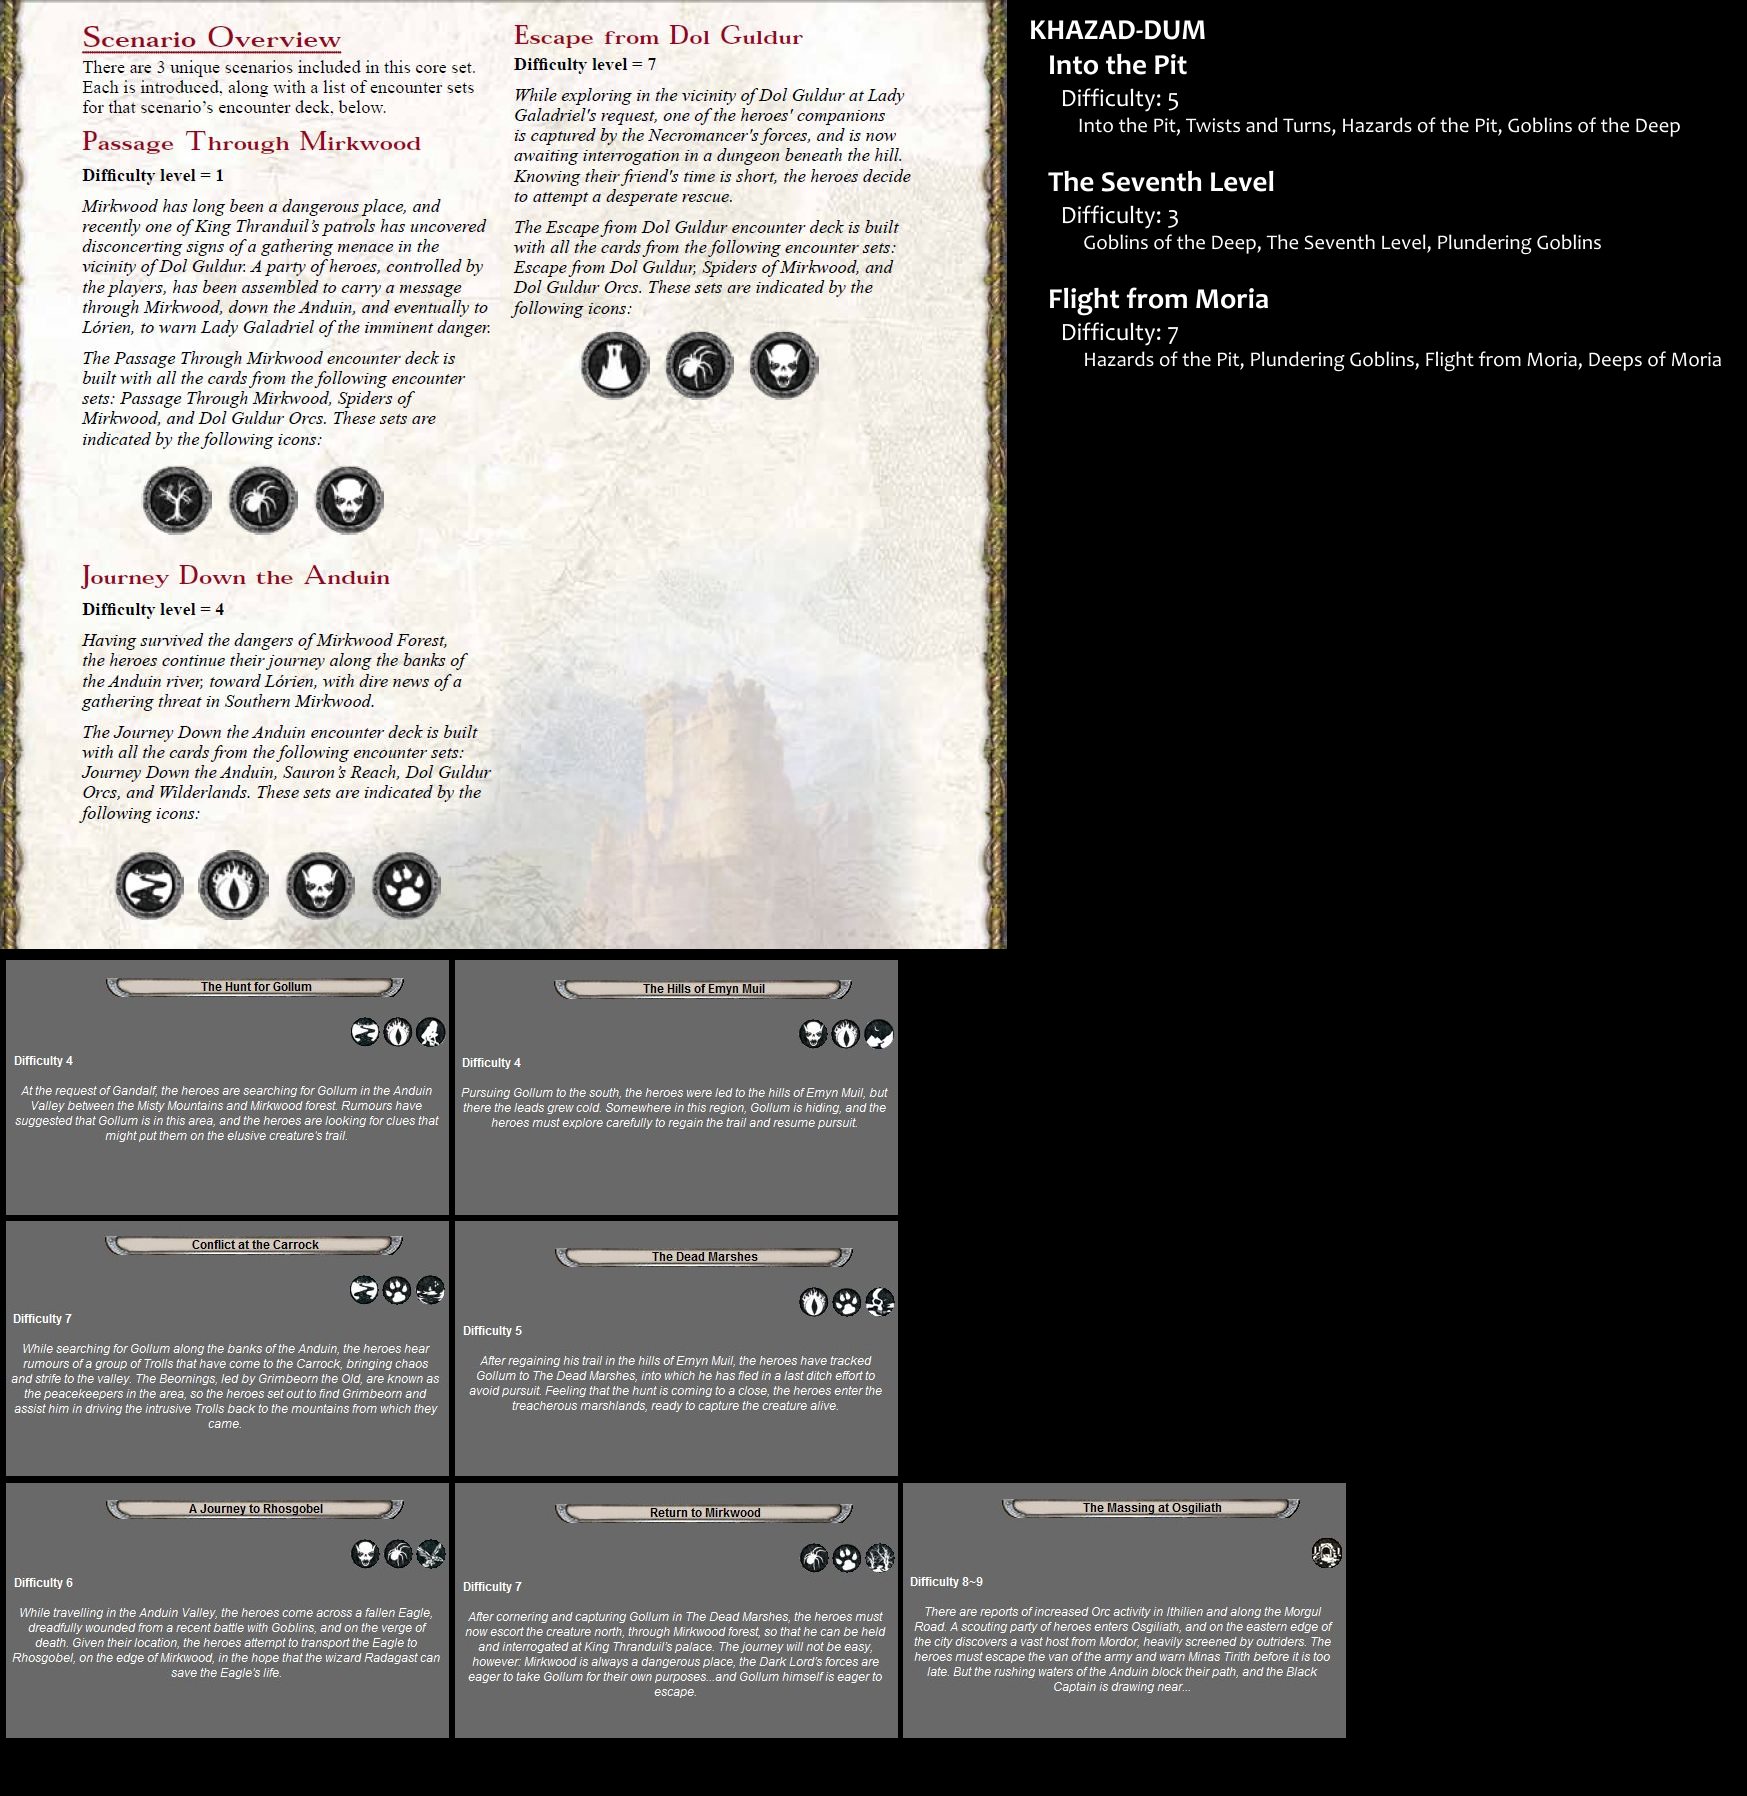 Scenario Overview
There are 3 unique scenarios included in this core set.
Each is introduced, along with a list of encounter sets
for that scenario’s encounter deck, below.
Passage Through Mirkwood
Difficulty level = 1
Mirkwood has long been a dangerous place, and
recently one of King Thranduil’s patrols has uncovered
disconcerting signs of a gathering menace in the
vicinity of Dol Guldur. A party of heroes, controlled by
the players, has been assembled to carry a message
through Mirkwood, down the Anduin, and eventually to
Lórien, to warn Lady Galadriel of the imminent danger.
The Passage Through Mirkwood encounter deck is
built with all the cards from the following encounter
sets: Passage Through Mirkwood, Spiders of
Mirkwood, and Dol Guldur Orcs. These sets are
indicated by the following icons:
Journey Down the Anduin
Difficulty level = 4
Having survived the dangers of Mirkwood Forest,
the heroes continue their journey along the banks of
the Anduin river, toward Lórien, with dire news of a
gathering threat in Southern Mirkwood.
The Journey Down the Anduin encounter deck is built
with all the cards from the following encounter sets:
Journey Down the Anduin, Sauron’s Reach, Dol Guldur
Orcs, and Wilderlands. These sets are indicated by the
following icons:
Escape from Dol Guldur
Difficulty level = 7
While exploring in the vicinity of Dol Guldur at Lady
Galadriel's request, one of the heroes' companions
is captured by the Necromancer's forces, and is now
awaiting interrogation in a dungeon beneath the hill.
Knowing their friend's time is short, the heroes decide
to attempt a desperate rescue.
The Escape from Dol Guldur encounter deck is built
with all the cards from the following encounter sets:
Escape from Dol Guldur, Spiders of Mirkwood, and
Dol Guldur Orcs. These sets are indicated by the
following icons:
KHAZAD-DUM
Into the Pit
Difficulty: 5
Into the Pit, Twists and Turns, Hazards of the Pit, Goblins of the Deep
The Seventh Level
Difficulty: 3
Goblins of the Deep, The Seventh Level, Plundering Goblins
Flight from Moria
Difficulty: 7
Hazards of the Pit, Plundering Goblins, Flight from Moria, Deeps of Moria
The Hunt for Gollum
Difficulty 4
At the request of Gandalf, the heroes are searching for Gollum in the Anduin
Valley between the Misty Mountains and Mirkwood forest. Rumours have
suggested that Gollum is in this area, and the heroes are looking for clues that
might put them on the elusive creature's trail.
The Hills of Emyn Muil
Difficulty 4
Pursuing Gollum to the south, the heroes were led to the hills of Emyn Muil, but
there the leads grew cold. Somewhere in this region, Gollum is hiding, and the
heroes must explore carefully to regain the trail and resume pursuit.
Conflict at the Carrock
Difficulty 7
While searching for Gollum along the banks of the Anduin, the heroes hear
rumours of a group of Trolls that have come to the Carrock, bringing chaos
and strife to the valley. The Beornings, led by Grimbeorn the Old, are known as
the peacekeepers in the area, so the heroes set out to find Grimbeorn and
assist him in driving the intrusive Trolls back to the mountains from which they
came.
The Dead Marshes
Difficulty 5
After regaining his trail in the hills of Emyn Muil, the heroes have tracked
Gollum to The Dead Marshes, into which he has fled in a last ditch effort to
avoid pursuit. Feeling that the hunt is coming to a close, the heroes enter the
treacherous marshlands, ready to capture the creature alive.
A Journey to Rhosgobel
Difficulty 6
While travelling in the Anduin Valley, the heroes come across a fallen Eagle,
dreadfully wounded from a recent battle with Goblins, and on the verge of
death. Given their location, the heroes attempt to transport the Eagle to
Rhosgobel, on the edge of Mirkwood, in the hope that the wizard Radagast can
save the Eagle's life.
Return to Mirkwood
Difficulty 7
After cornering and capturing Gollum in The Dead Marshes, the heroes must
now escort the creature north, through Mirkwood forest, so that he can be held
and interrogated at King Thranduil's palace. The journey will not be easy,
however: Mirkwood is always a dangerous place, the Dark Lord's forces are
eager to take Gollum for their own purposes...and Gollum himself is eager to
escape.
The Massing at Osgiliath
Difficulty 8~9
There are reports of increased Orc activity in Ithilien and along the Morgul
Road. A scouting party of heroes enters Osgiliath, and on the eastern edge of
the city discovers a vast host from Mordor, heavily screened by outriders. The
heroes must escape the van of the army and warn Minas Tirith before it is too
late. But the rushing waters of the Anduin block their path, and the Black
Captain is drawing near...